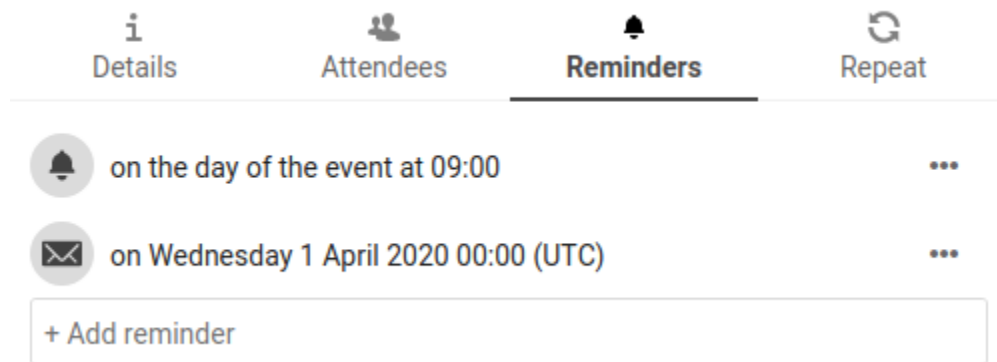 Details
Attendees
Reminders
Repeat
on the day of the event at 09:00
on Wednesday 1 April 2020 00:00 (UTC)
+ Add reminder